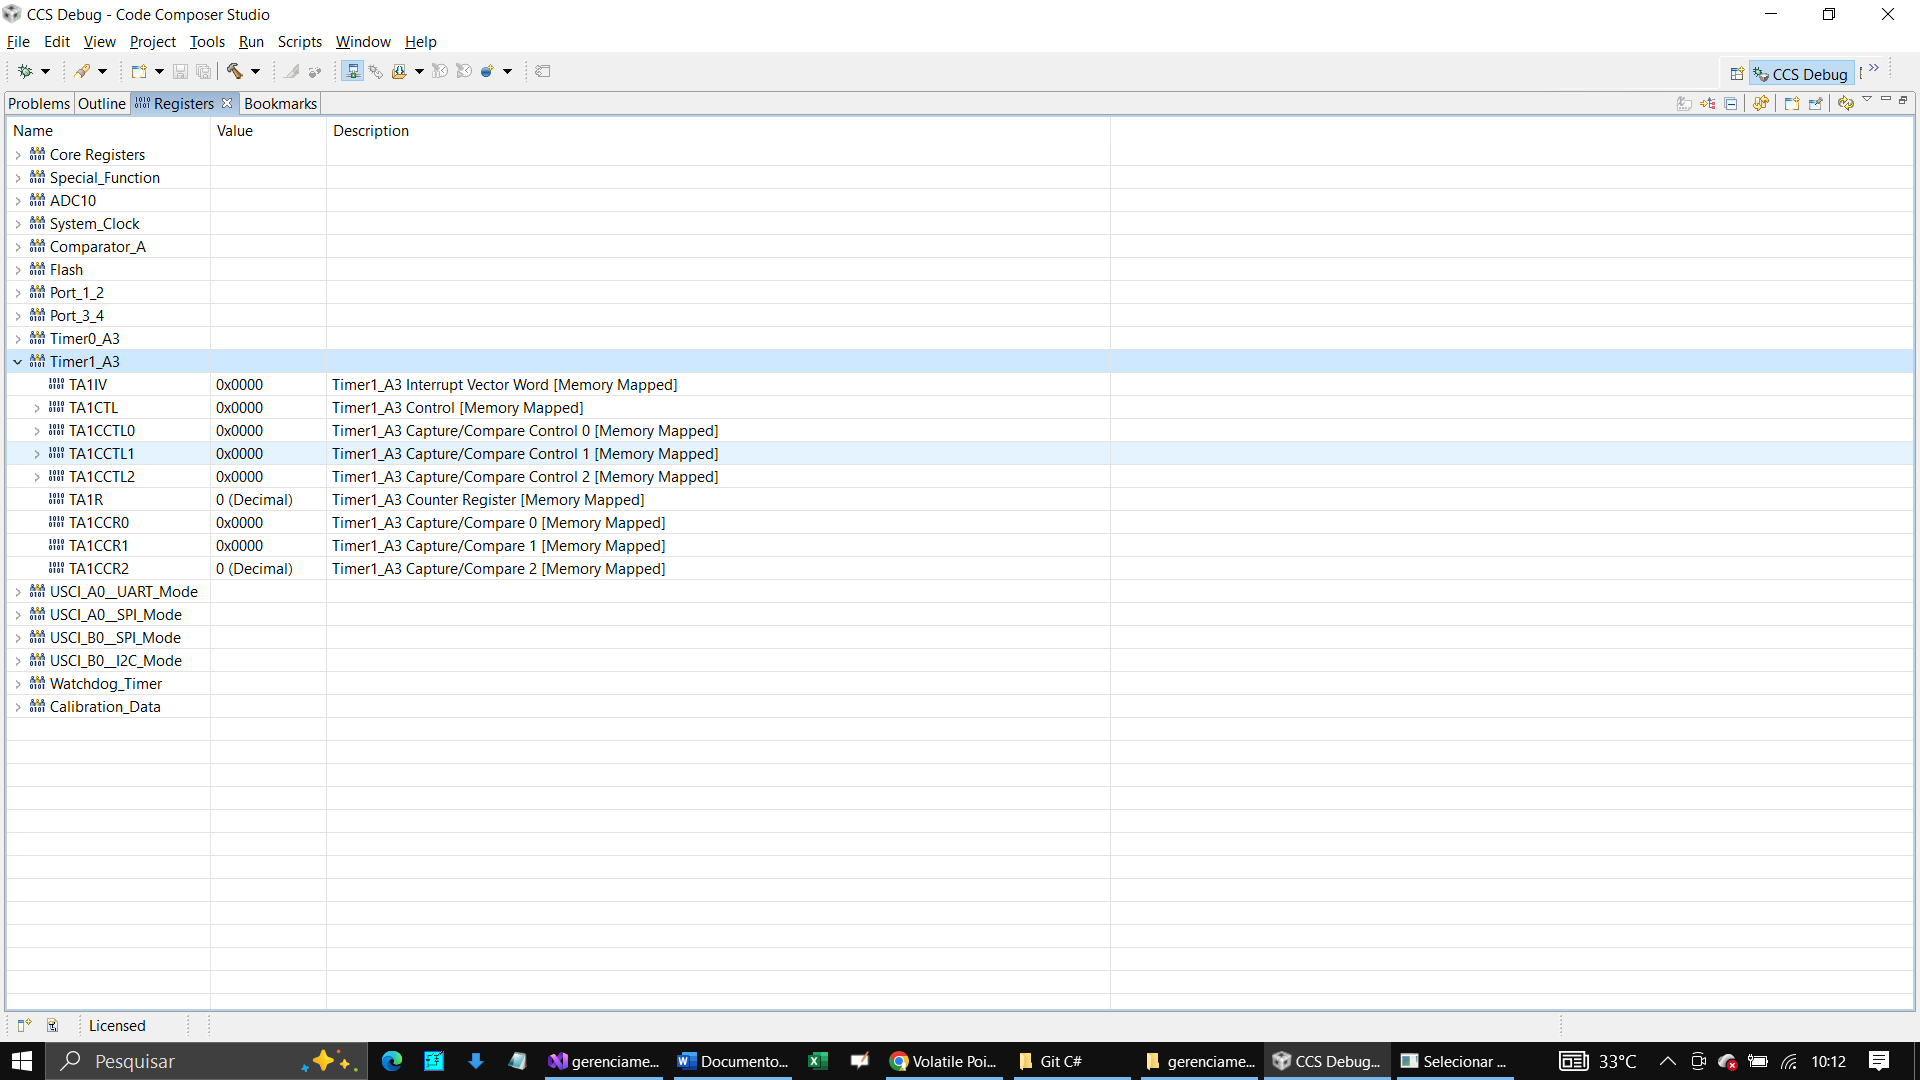 CCS Debug - Code Composer Studio
File Edit View Project Tools Run Scripts Window Help
CCS Debug
Problems Outline Registers Bookmarks
Name Value Description
Core Registers
Special_Function
ADC10
System_Clock
Comparator_A
Flash
Port_1_2
Port_3_4
Timer0_A3
Timer1_A3
TA1IV 0x0000 Timer1_A3 Interrupt Vector Word [Memory Mapped]
TA1CTL 0x0000 Timer1_A3 Control [Memory Mapped]
TA1CCTL0 0x0000 Timer1_A3 Capture/Compare Control 0 [Memory Mapped]
TA1CCTL1 0x0000 Timer1_A3 Capture/Compare Control 1 [Memory Mapped]
TA1CCTL2 0x0000 Timer1_A3 Capture/Compare Control 2 [Memory Mapped]
TA1R 0 (Decimal) Timer1_A3 Counter Register [Memory Mapped]
TA1CCR0 0x0000 Timer1_A3 Capture/Compare 0 [Memory Mapped]
TA1CCR1 0x0000 Timer1_A3 Capture/Compare 1 [Memory Mapped]
TA1CCR2 0 (Decimal) Timer1_A3 Capture/Compare 2 [Memory Mapped]
USCI_A0__UART_Mode
USCI_A0__SPI_Mode
USCI_B0__SPI_Mode
USCI_B0__I2C_Mode
Watchdog_Timer
Calibration_Data
Licensed
Pesquisar gerenciame... Documento... Volatile Poi... Git C# gerenciame... CCS Debug... Selecionar ... 33°C 10:12